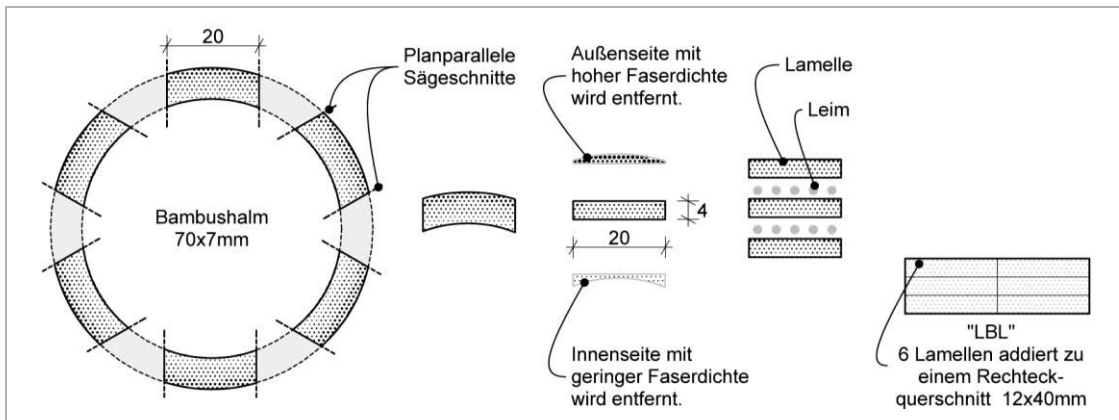 20
Planparallele
Sägeschnitte
Bambushalm
70x7mm
Außenseite mit
hoher Faserdichte
wird entfernt.
4
20
Innenseite mit
geringer Faserdichte
wird entfernt.
Lamelle
Leim
"LBL"
6 Lamellen addiert zu
einem Rechteck-
querschnitt 12x40mm